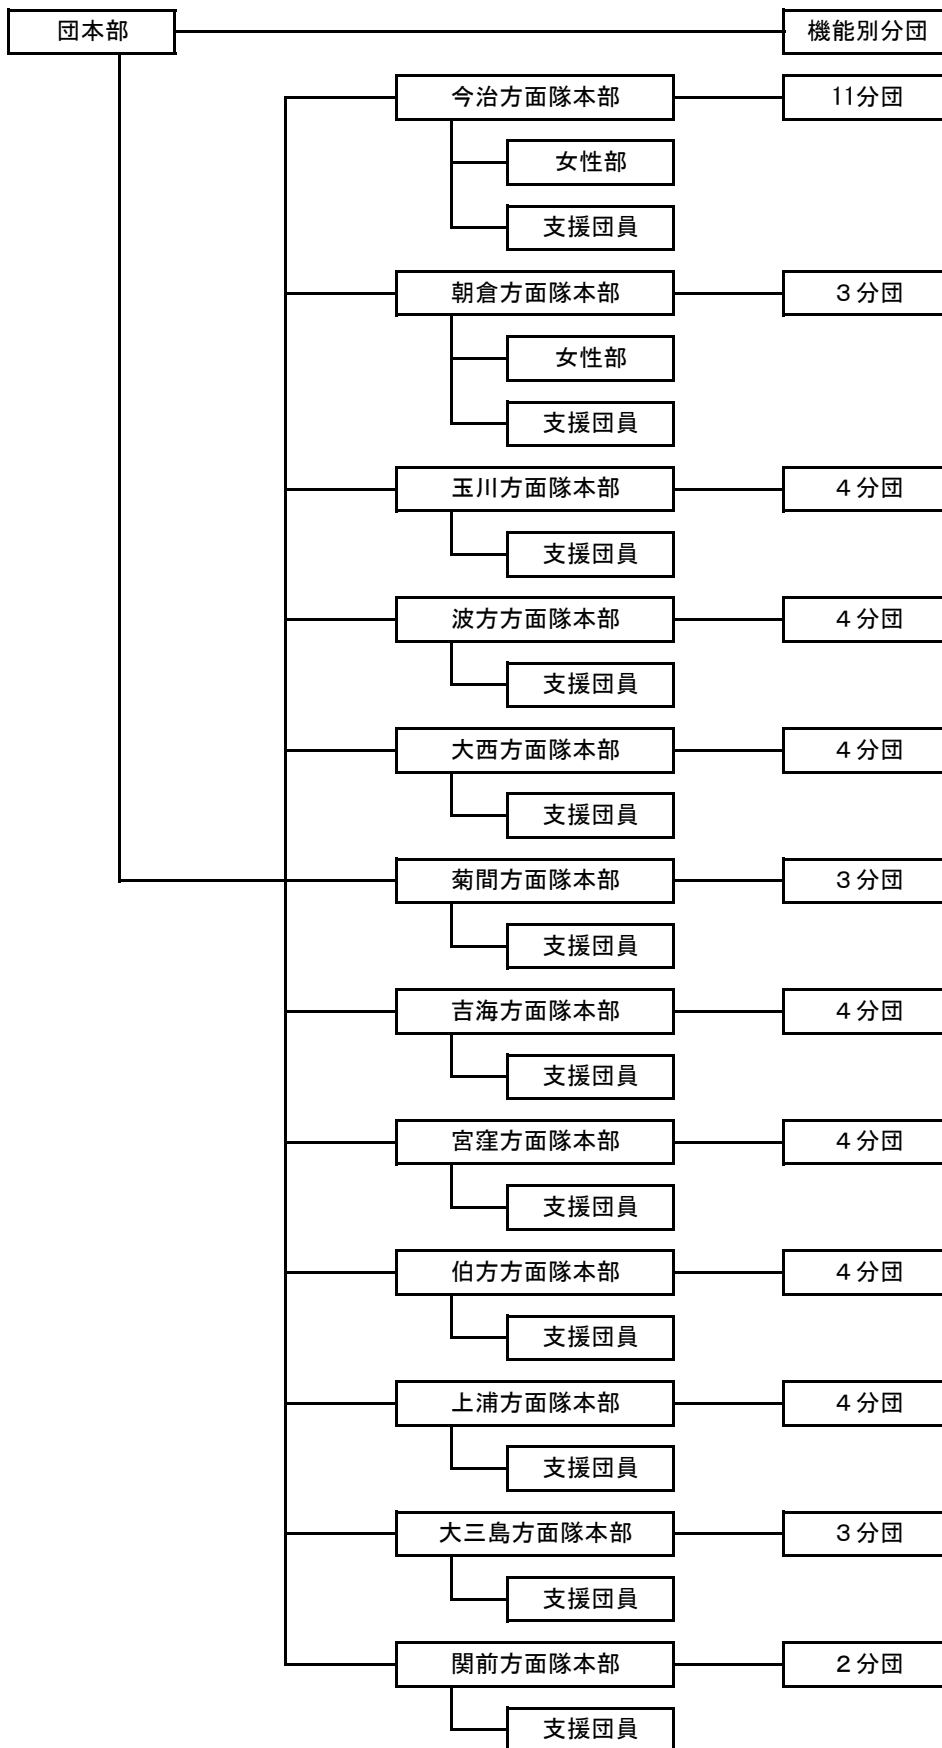 団本部 機能別分団
今治方面隊本部 11分団
女性部
支援団員
朝倉方面隊本部 3分団
女性部
支援団員
玉川方面隊本部 4分団
支援団員
波方方面隊本部 4分団
支援団員
大西方面隊本部 4分団
支援団員
菊間方面隊本部 3分団
支援団員
吉海方面隊本部 4分団
支援団員
宮窪方面隊本部 4分団
支援団員
伯方方面隊本部 4分団
支援団員
上浦方面隊本部 4分団
支援団員
大三島方面隊本部 3分団
支援団員
関前方面隊本部 2分団
支援団員